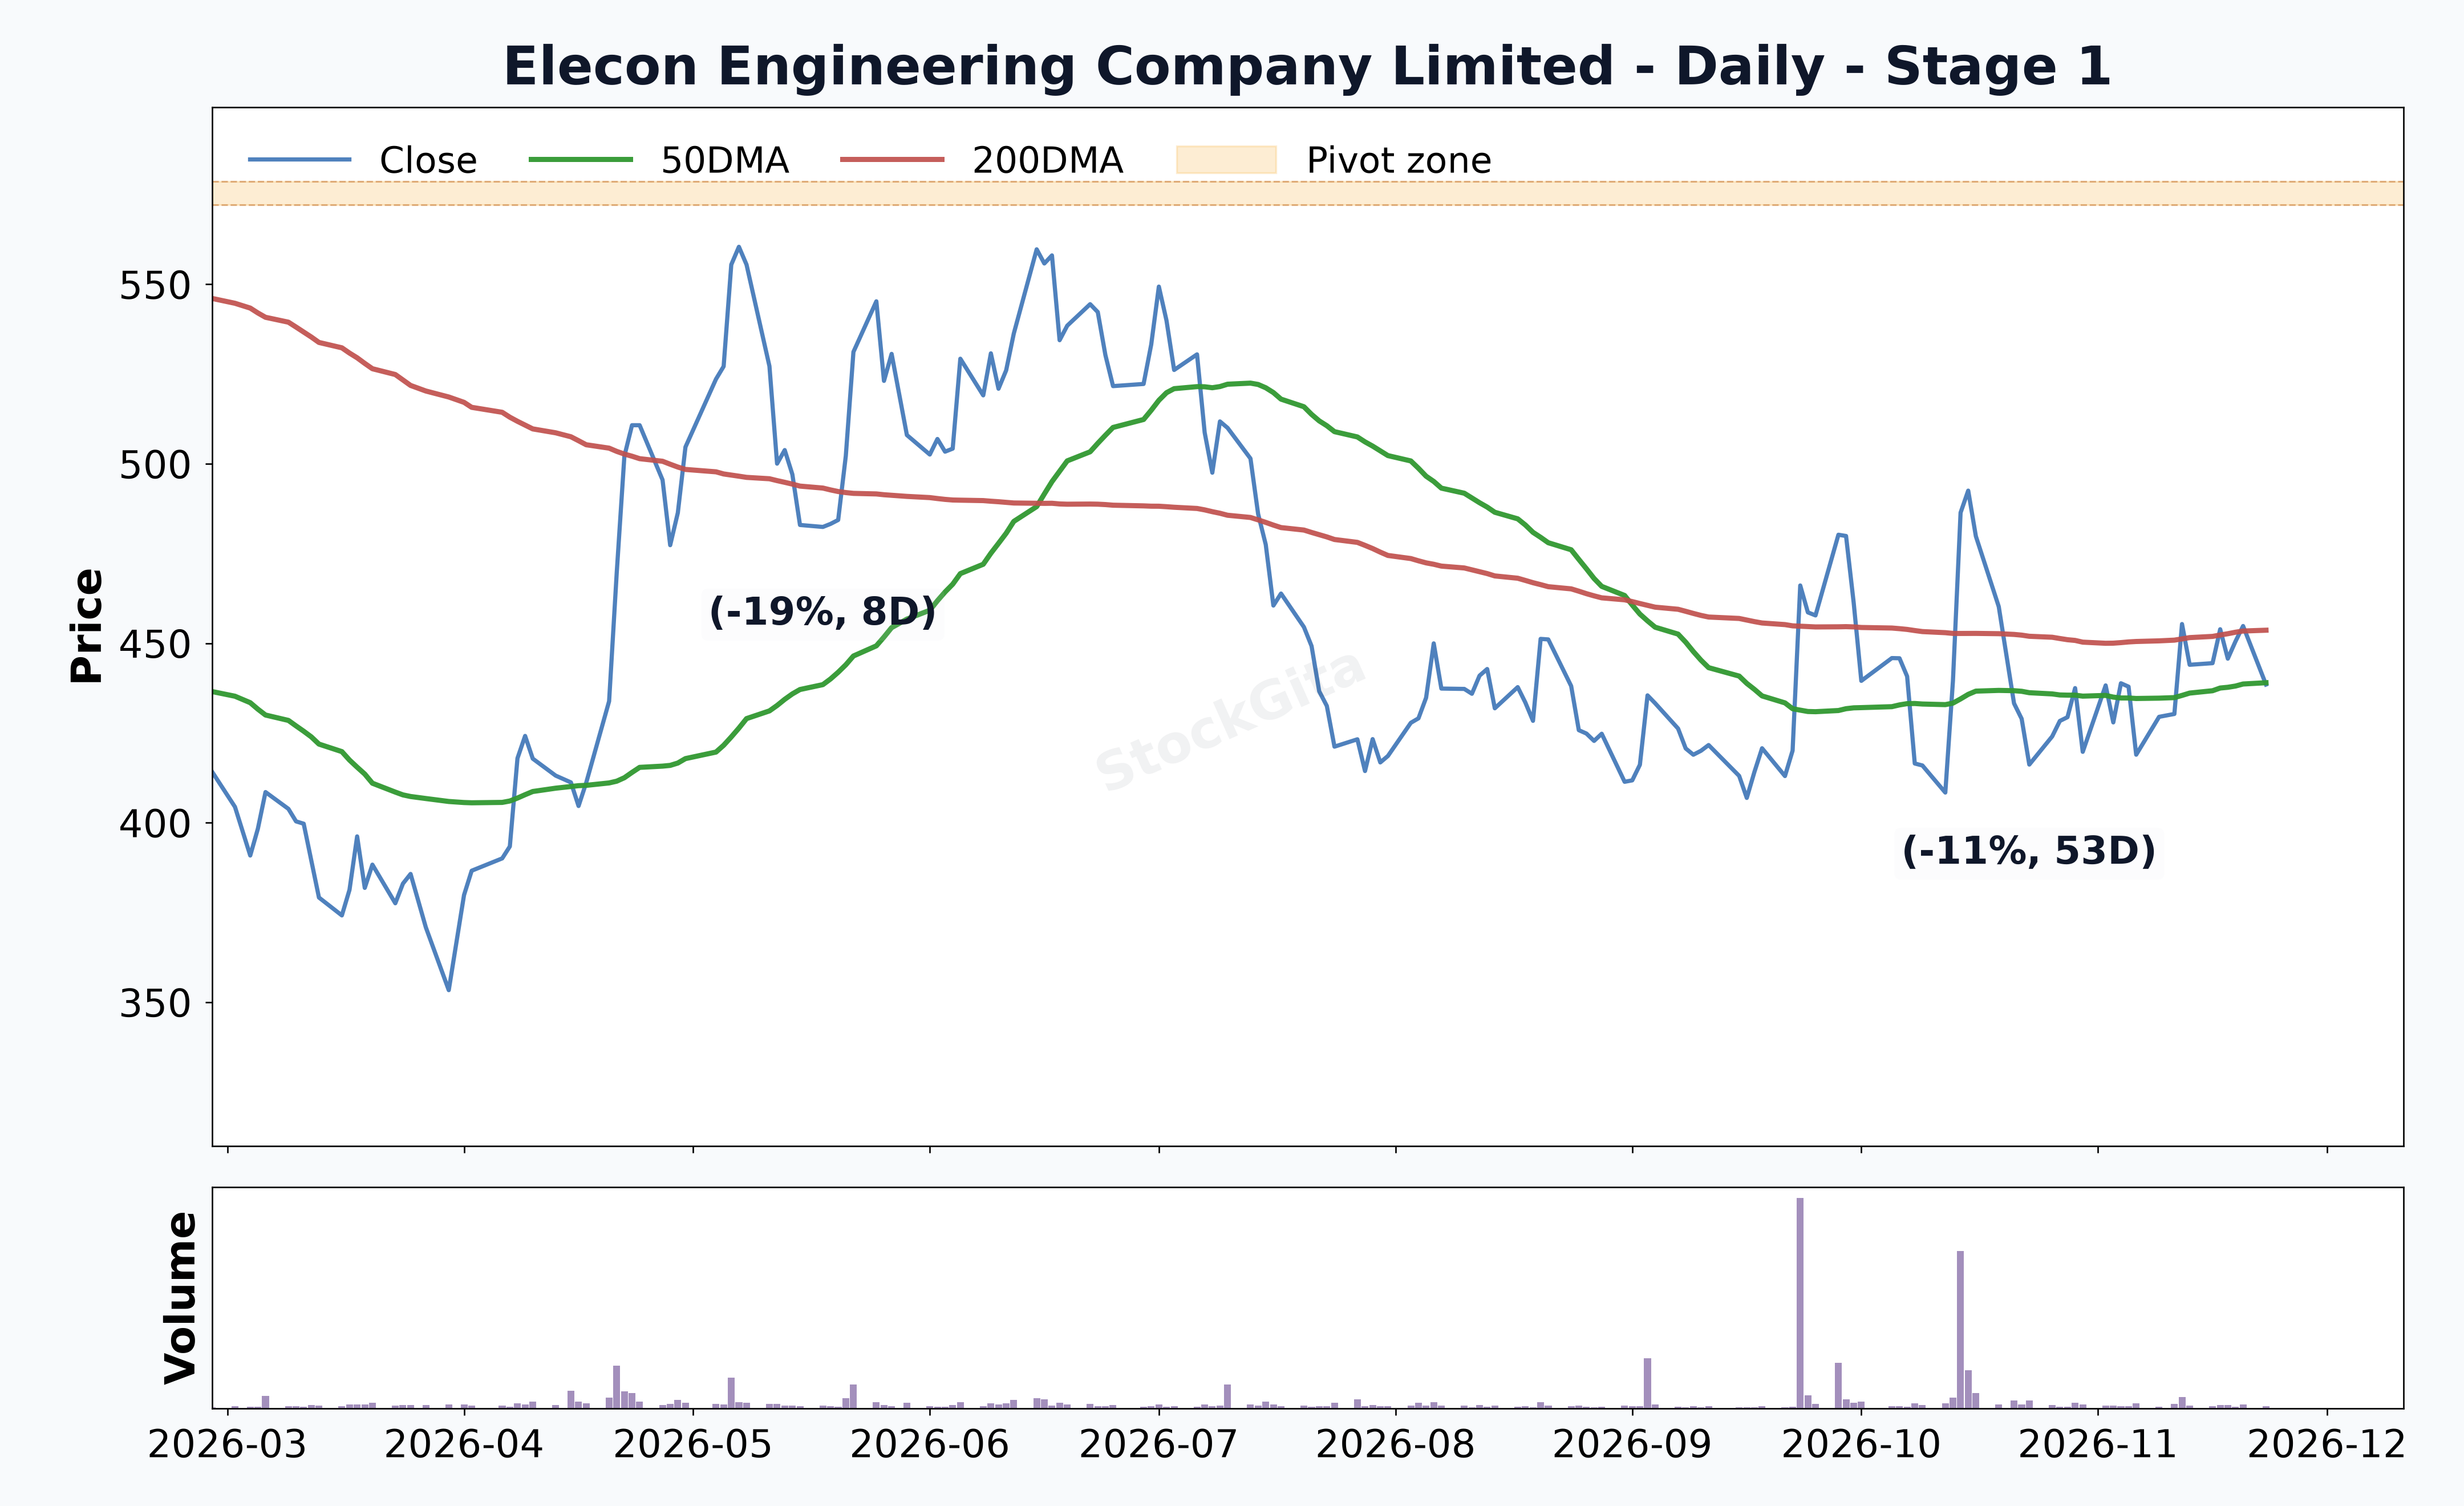 Elecon Engineering Company Limited - Daily - Stage 1
Close 50DMA 200DMA Pivot zone
Price
550
500
450
400
350
(-19%, 8D)
(-11%, 53D)
StockGita
Volume
2026-03 2026-04 2026-05 2026-06 2026-07 2026-08 2026-09 2026-10 2026-11 2026-12